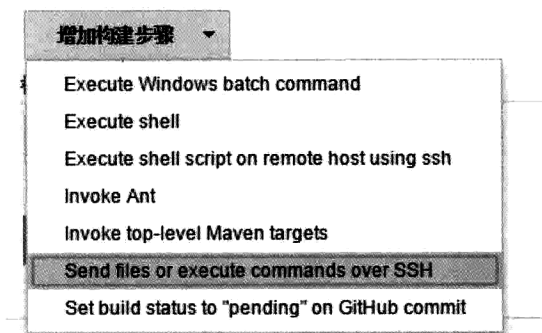 增加构建步骤
Execute Windows batch command
Execute shell
Execute shell script on remote host using ssh
Invoke Ant
Invoke top-level Maven targets
Send files or execute commands over SSH
Set build status to "pending" on GitHub commit